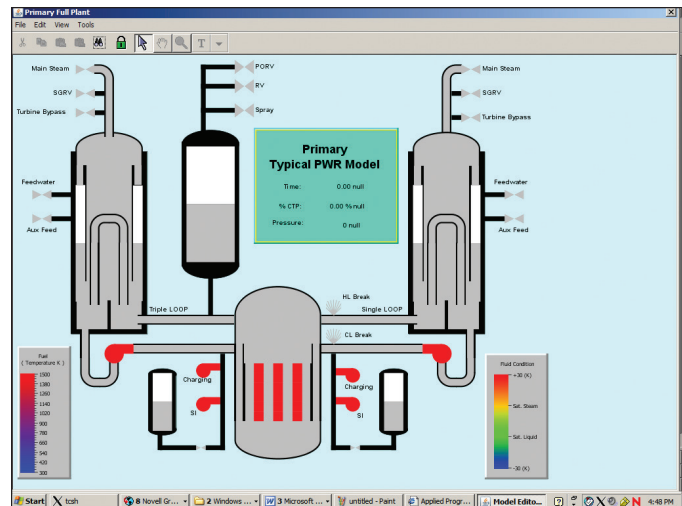 Primary Full Plant
File Edit View Tools
T
Main Steam
SGRV
Turbine Bypass
Feedwater
Aux Feed
PORV
RV
Spray
Primary
Typical PWR Model
Time: 0.00 null
% CTP: 0.00 % null
Pressure: 0 null
Main Steam
SGRV
Turbine Bypass
Feedwater
Aux Feed
HL Break
Triple LOOP
Single LOOP
CL Break
Charging
SI
Charging
SI
Fuel
( Temperature K )
1500
1380
1260
1140
1020
900
780
660
540
420
300
Fluid Condition
+30 (K)
Sat. Steam
Sat. Liquid
-30 (K)
Start
tcsh
8 Novell Gr...
2 Windows ...
3 Microsoft ...
untitled - Paint
Applied Progr...
Model Edito...
4:48 PM